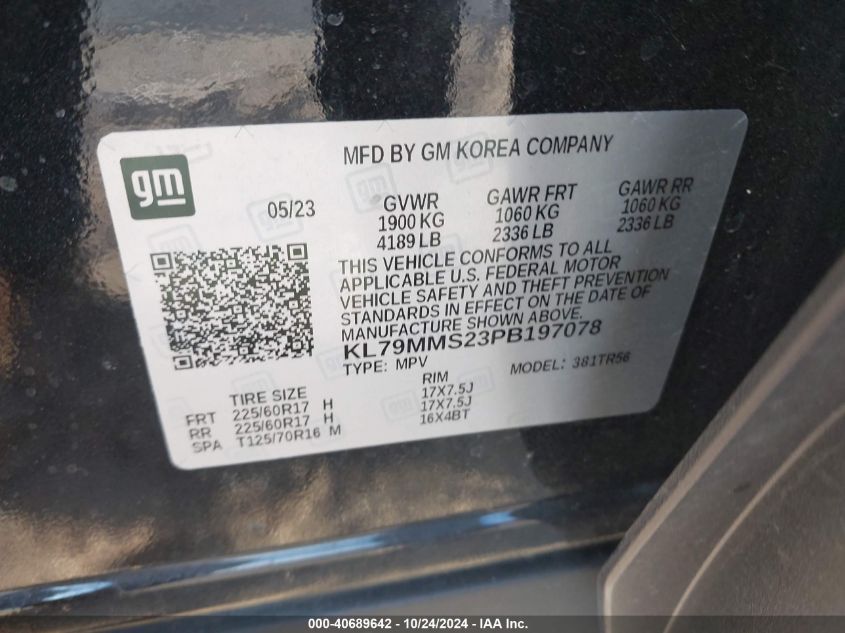 gm
MFD BY GM KOREA COMPANY
05/23
GVWR GAWR FRT GAWR RR
1900 KG 1060 KG 1060 KG
4189 LB 2336 LB 2336 LB
THIS VEHICLE CONFORMS TO ALL
APPLICABLE U.S. FEDERAL MOTOR
VEHICLE SAFETY AND THEFT PREVENTION
STANDARDS IN EFFECT ON THE DATE OF
MANUFACTURE SHOWN ABOVE.
KL79MMS23PB197078
TYPE: MPV MODEL: 381TR56
TIRE SIZE RIM
FRT 225/60R17 H 17X7.5J
RR 225/60R17 H 17X7.5J
SPA T125/70R16 M 16X4BT
000-40689642 - 10/24/2024 - IAA Inc.